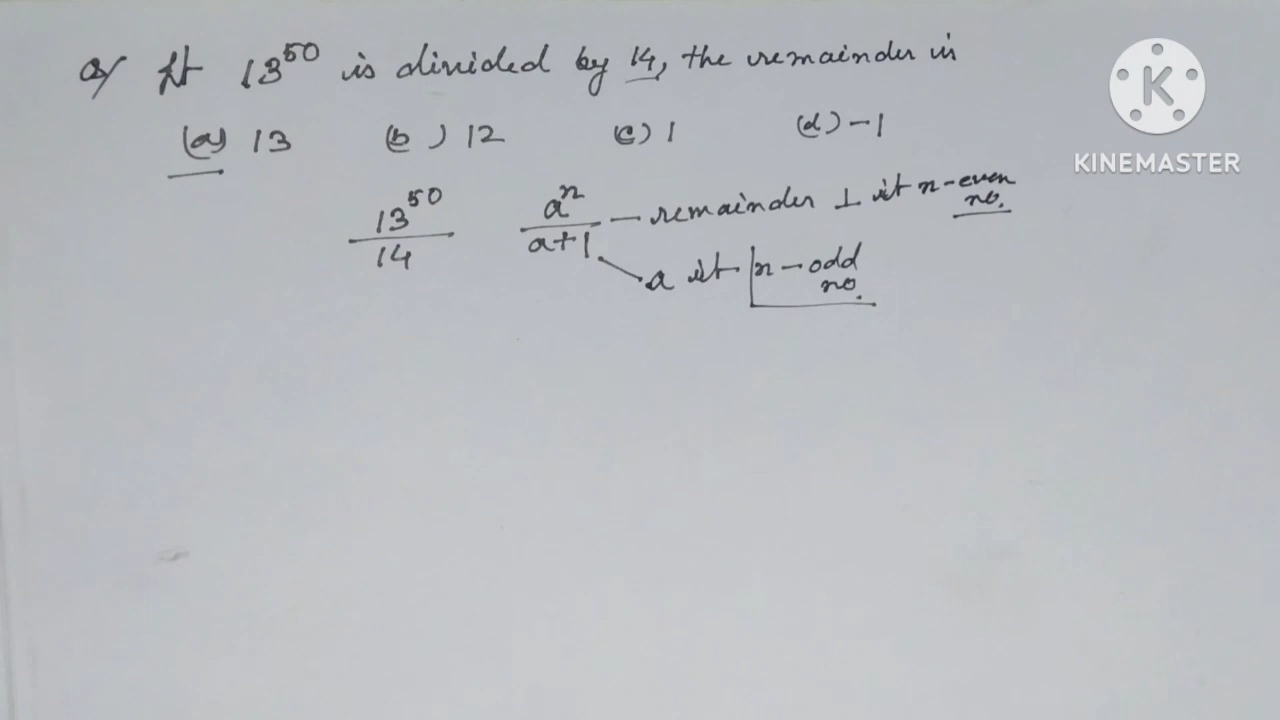 Q/ If 13^50 is divided by 14, the remainder is
(a) 13 (b) 12 (c) 1 (d) -1
13^50/14 a^n/a+1 — remainder 1 if n-even no.
a if n-odd no.
K
KINEMASTER